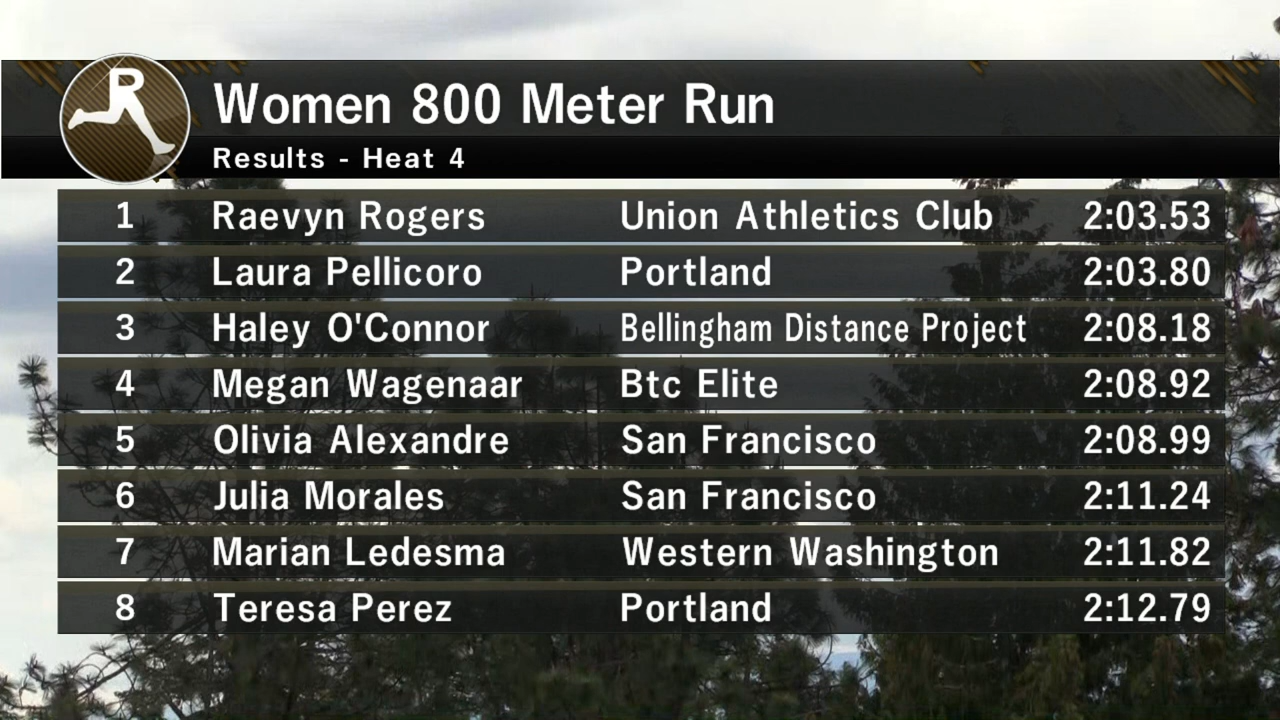 R
Women 800 Meter Run
Results - Heat 4
1 Raevyn Rogers Union Athletics Club 2:03.53
2 Laura Pellicoro Portland 2:03.80
3 Haley O'Connor Bellingham Distance Project 2:08.18
4 Megan Wagenaar Btc Elite 2:08.92
5 Olivia Alexandre San Francisco 2:08.99
6 Julia Morales San Francisco 2:11.24
7 Marian Ledesma Western Washington 2:11.82
8 Teresa Perez Portland 2:12.79